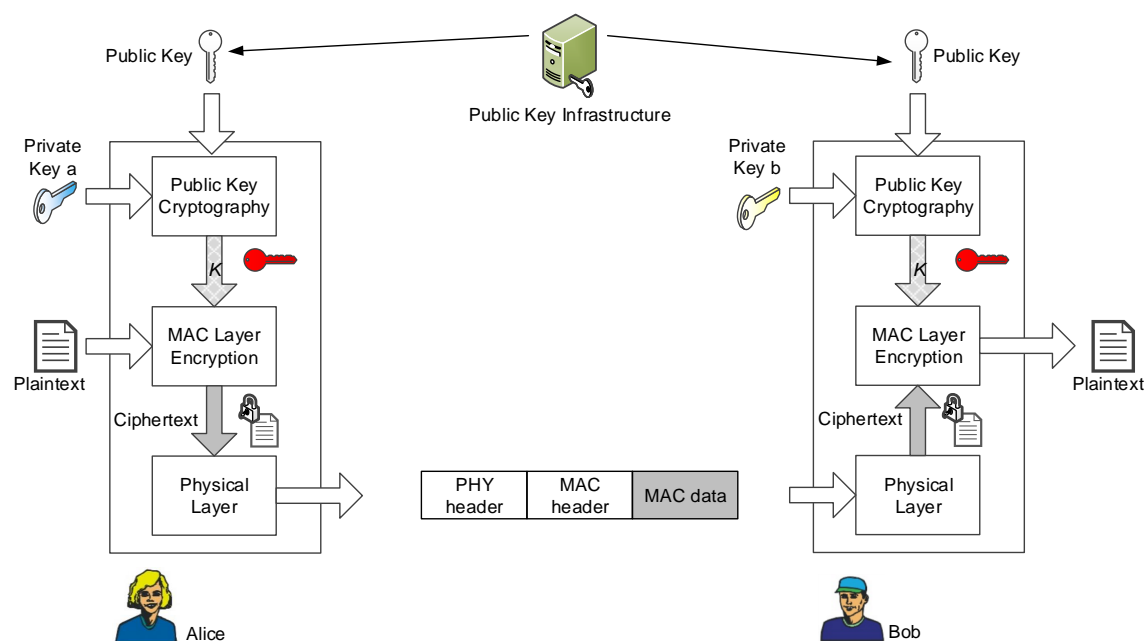 Public Key
Public Key
Public Key Infrastructure
Private
Key a
Public Key
Cryptography
Private
Key b
Public Key
Cryptography
K
K
Plaintext
MAC Layer
Encryption
MAC Layer
Encryption
Plaintext
Ciphertext
Ciphertext
Physical
Layer
PHY
header
MAC
header
MAC data
Physical
Layer
Alice
Bob